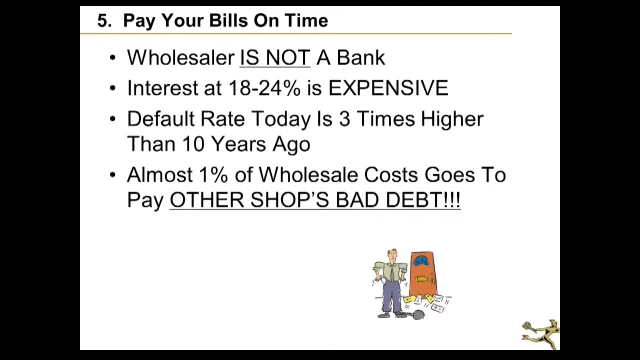 5. Pay Your Bills On Time
• Wholesaler IS NOT A Bank
• Interest at 18-24% is EXPENSIVE
• Default Rate Today Is 3 Times Higher
Than 10 Years Ago
• Almost 1% of Wholesale Costs Goes To
Pay OTHER SHOP'S BAD DEBT!!!